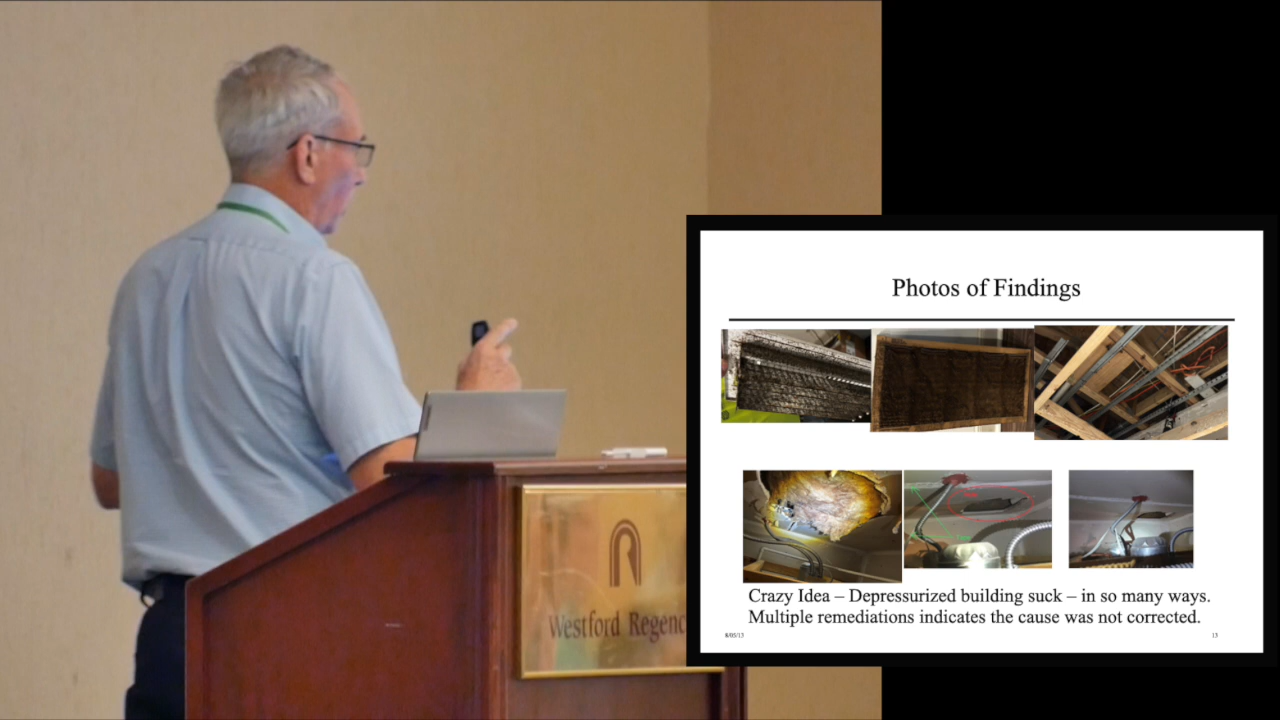 Photos of Findings
Crazy Idea – Depressurized building suck – in so many ways.
Multiple remediations indicates the cause was not corrected.
8/05/13
13
Westford Regenc